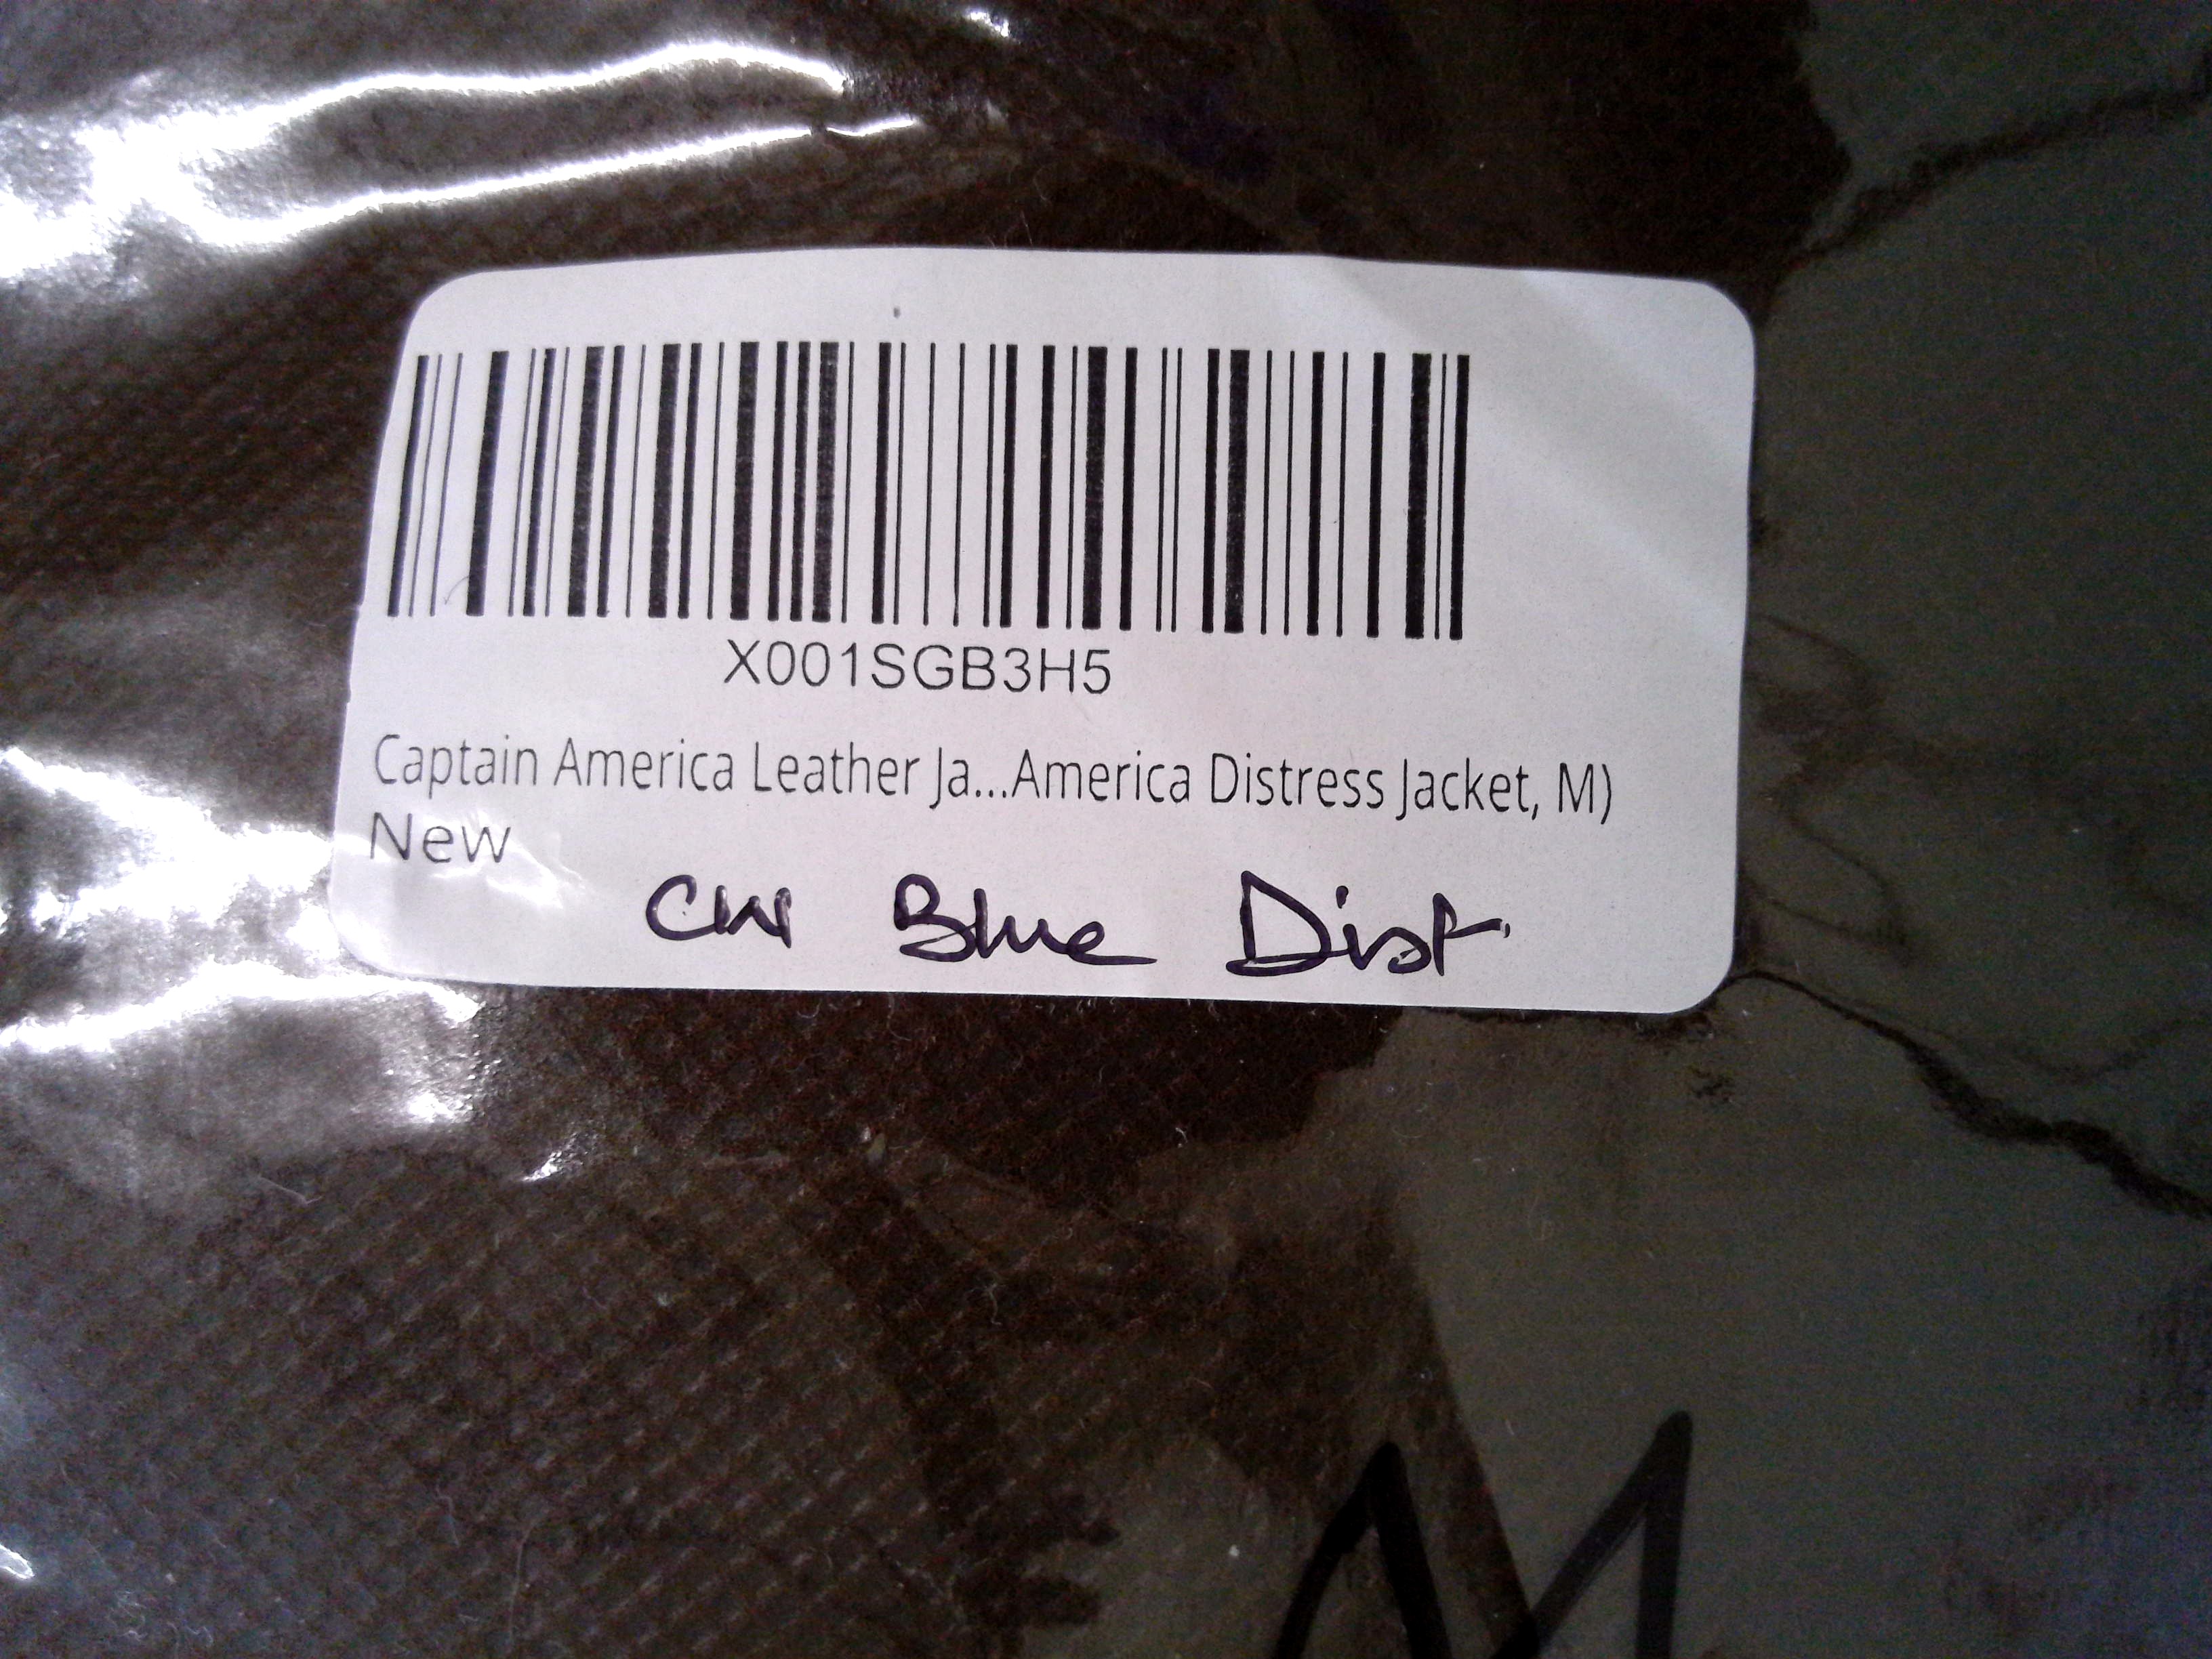 X001SGB3H5
Captain America Leather Ja...America Distress Jacket, M)
New
CW Blue Dist
M